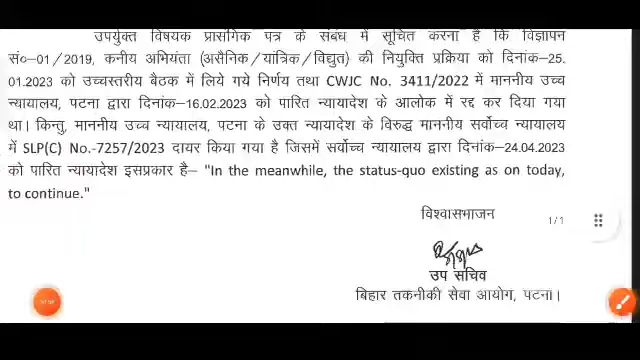 उपर्युक्त विषयक प्रासंगिक पत्र के संबंध में सूचित करना है कि विज्ञापन
सं०-01/2019, कनीय अभियंता (असैनिक/यांत्रिक/विद्युत) की नियुक्ति प्रक्रिया को दिनांक-25.
01.2023 को उच्चस्तरीय बैठक में लिये गये निर्णय तथा CWJC No. 3411/2022 में माननीय उच्च
न्यायालय, पटना द्वारा दिनांक-16.02.2023 को पारित न्यायादेश के आलोक में रद्द कर दिया गया
था। किन्तु, माननीय उच्च न्यायालय, पटना के उक्त न्यायादेश के विरुद्ध माननीय सर्वोच्च न्यायालय
में SLP(C) No.-7257/2023 दायर किया गया है जिसमें सर्वोच्च न्यायालय द्वारा दिनांक-24.04.2023
को पारित न्यायादेश इसप्रकार है- "In the meanwhile, the status-quo existing as on today,
to continue."
विश्वासभाजन
1/1
उप सचिव
बिहार तकनीकी सेवा आयोग, पटना।